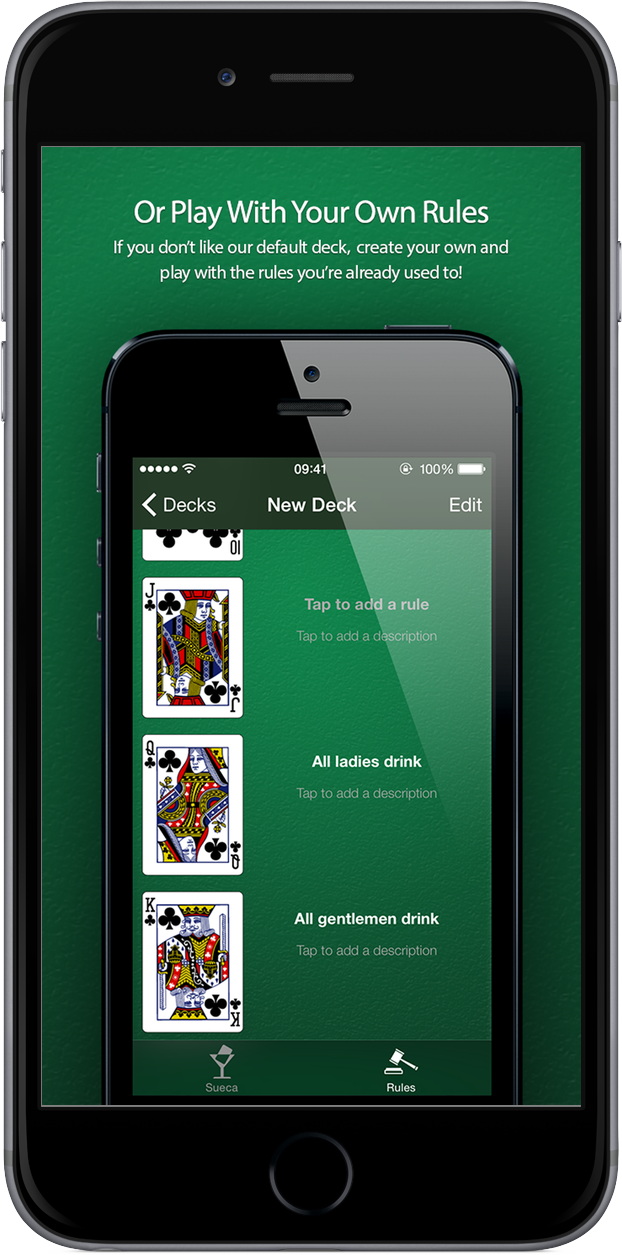 Or Play With Your Own Rules
If you don't like our default deck, create your own and
play with the rules you're already used to!
09:41
100%
Decks
New Deck
Edit
10
J
Tap to add a rule
Tap to add a description
J
Q
All ladies drink
Tap to add a description
Q
K
All gentlemen drink
Tap to add a description
K
Sueca
Rules